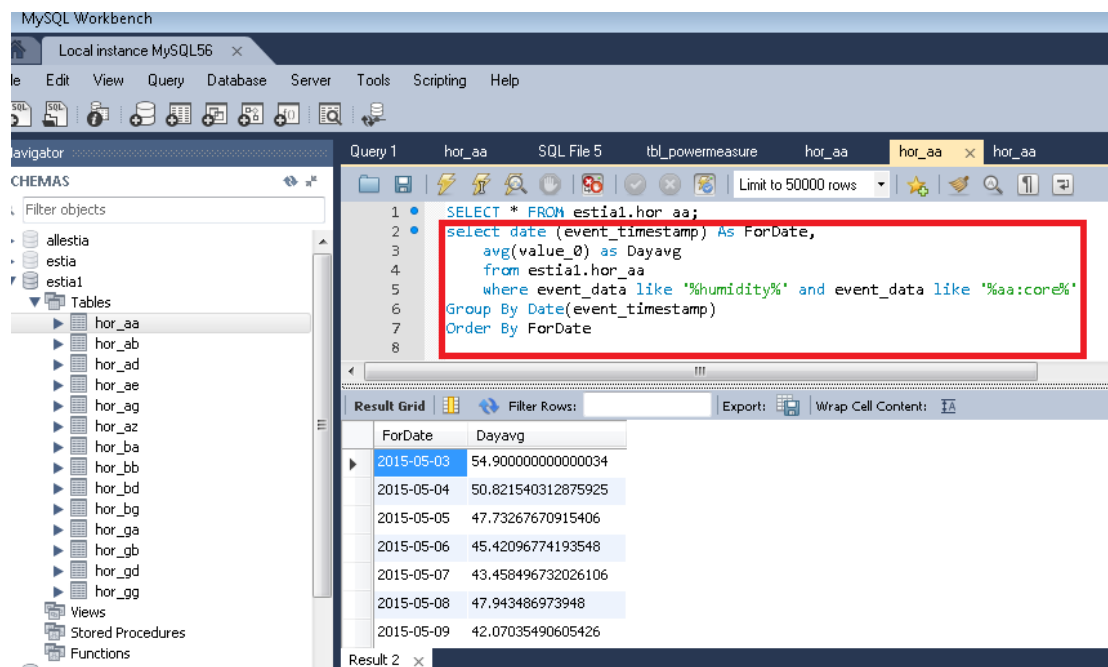 MySQL Workbench
Local instance MySQL56
le Edit View Query Database Server Tools Scripting Help
Navigator
CHEMAS
Filter objects
allestia
estia
estia1
Tables
hor_aa
hor_ab
hor_ad
hor_ae
hor_ag
hor_az
hor_ba
hor_bb
hor_bd
hor_bg
hor_ga
hor_gb
hor_gd
hor_gg
Views
Stored Procedures
Functions
Query 1 hor_aa SQL File 5 tbl_powermeasure hor_aa hor_aa hor_aa
Limit to 50000 rows
1 SELECT * FROM estia1.hor_aa;
2 select date (event_timestamp) As ForDate,
3 avg(value_0) as Dayavg
4 from estia1.hor_aa
5 where event_data like '%humidity%' and event_data like '%aa:core%'
6 Group By Date(event_timestamp)
7 Order By ForDate
8
Result Grid Filter Rows: Export: Wrap Cell Content:
ForDate Dayavg
2015-05-03 54.900000000000034
2015-05-04 50.821540312875925
2015-05-05 47.73267670915406
2015-05-06 45.42096774193548
2015-05-07 43.458496732026106
2015-05-08 47.943486973948
2015-05-09 42.07035490605426
Result 2